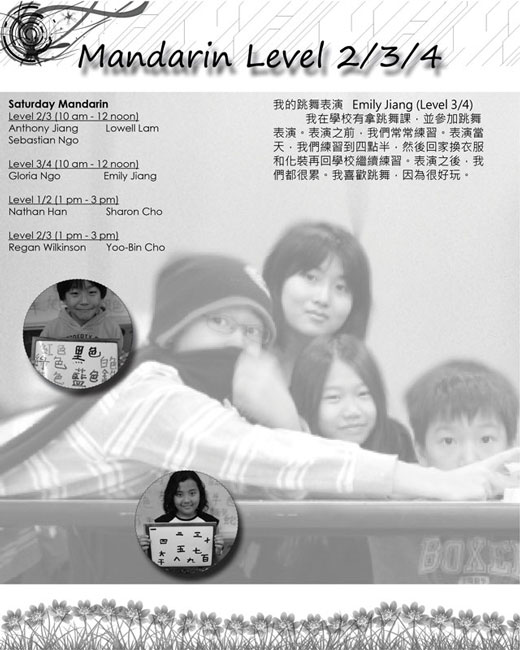 Mandarin Level 2/3/4
Saturday Mandarin
Level 2/3 (10 am - 12 noon)
Anthony Jiang Lowell Lam
Sebastian Ngo
Level 3/4 (10 am - 12 noon)
Gloria Ngo Emily Jiang
Level 1/2 (1 pm - 3 pm)
Nathan Han Sharon Cho
Level 2/3 (1 pm - 3 pm)
Regan Wilkinson Yoo-Bin Cho
我的跳舞表演 Emily Jiang (Level 3/4)
我在學校有拿跳舞課，並參加跳舞
表演。表演之前，我們常常練習。表演當
天，我們練習到四點半，然後回家換衣服
和化裝再回學校繼續練習。表演之後，我
們都很累。我喜歡跳舞，因為很好玩。
紅色 黑色 白
色 藍色
一 二 三
四 五 七 十
六 八 九 百
千
BOXER